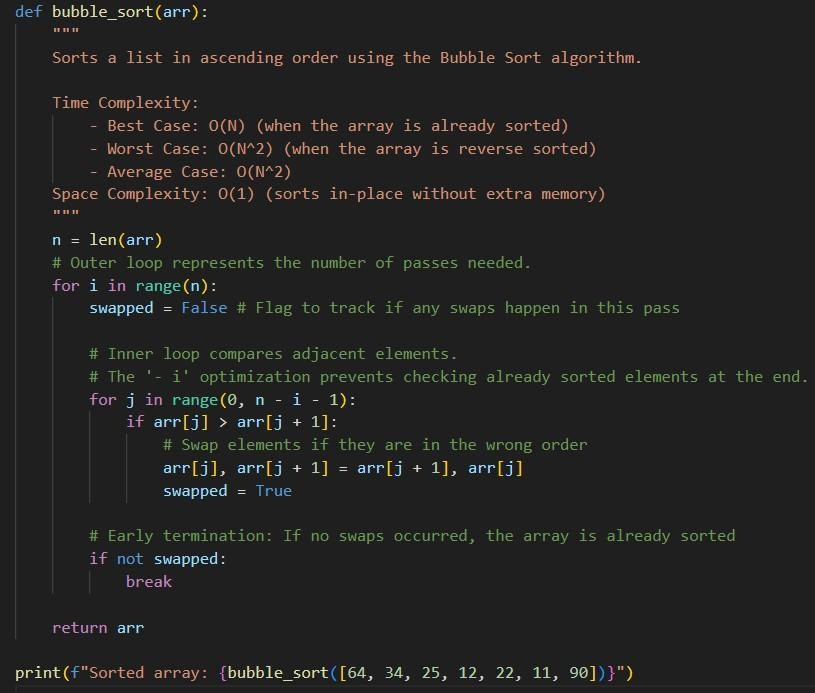 def bubble_sort(arr):
    """
    Sorts a list in ascending order using the Bubble Sort algorithm.

    Time Complexity:
        - Best Case: O(N) (when the array is already sorted)
        - Worst Case: O(N^2) (when the array is reverse sorted)
        - Average Case: O(N^2)
    Space Complexity: O(1) (sorts in-place without extra memory)
    """
    n = len(arr)
    # Outer loop represents the number of passes needed.
    for i in range(n):
        swapped = False # Flag to track if any swaps happen in this pass

        # Inner loop compares adjacent elements.
        # The '- i' optimization prevents checking already sorted elements at the end.
        for j in range(0, n - i - 1):
            if arr[j] > arr[j + 1]:
                # Swap elements if they are in the wrong order
                arr[j], arr[j + 1] = arr[j + 1], arr[j]
                swapped = True

        # Early termination: If no swaps occurred, the array is already sorted
        if not swapped:
            break

    return arr

print(f"Sorted array: {bubble_sort([64, 34, 25, 12, 22, 11, 90])}")